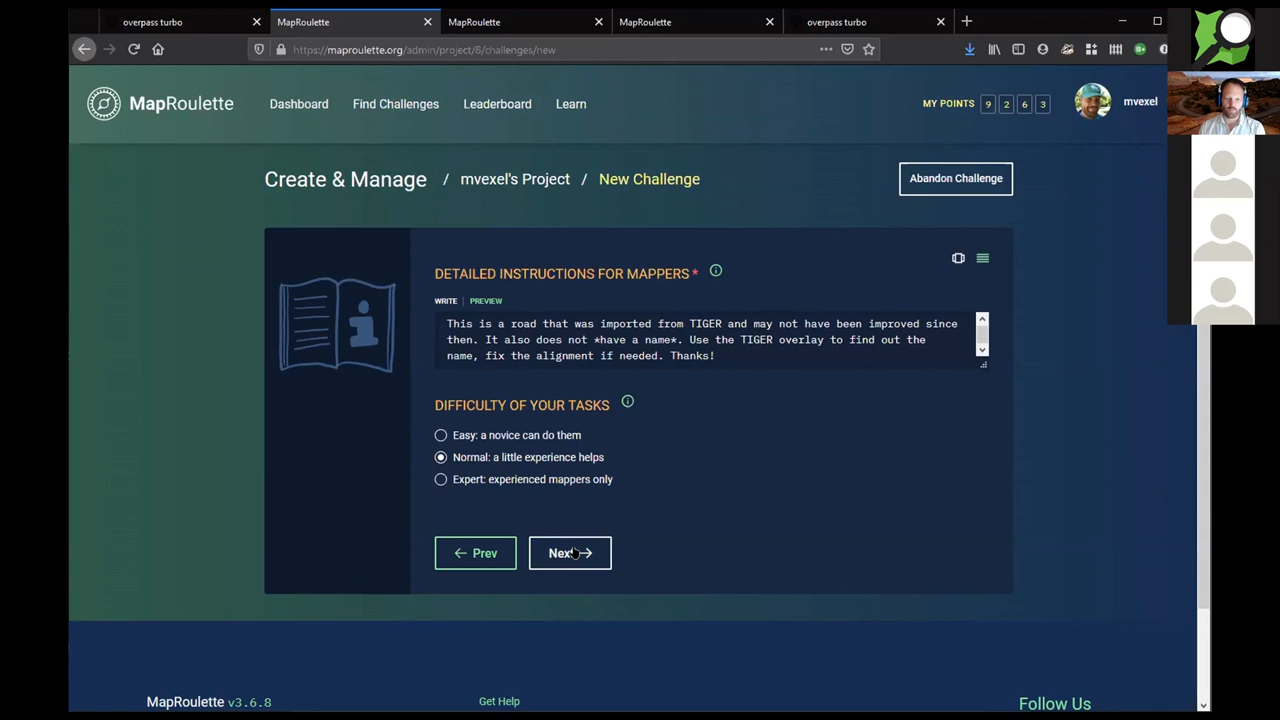 overpass turbo
MapRoulette
MapRoulette
MapRoulette
overpass turbo
https://maproulette.org/admin/project/8/challenges/new
MapRoulette
Dashboard
Find Challenges
Leaderboard
Learn
MY POINTS 9 2 6 3
mvexel
Create & Manage / mvexel's Project / New Challenge
Abandon Challenge
DETAILED INSTRUCTIONS FOR MAPPERS *
WRITE | PREVIEW
This is a road that was imported from TIGER and may not have been improved since
then. It also does not *have a name*. Use the TIGER overlay to find out the
name, fix the alignment if needed. Thanks!
DIFFICULTY OF YOUR TASKS
Easy: a novice can do them
Normal: a little experience helps
Expert: experienced mappers only
Prev
Next
MapRoulette v3.6.8
Get Help
Follow Us